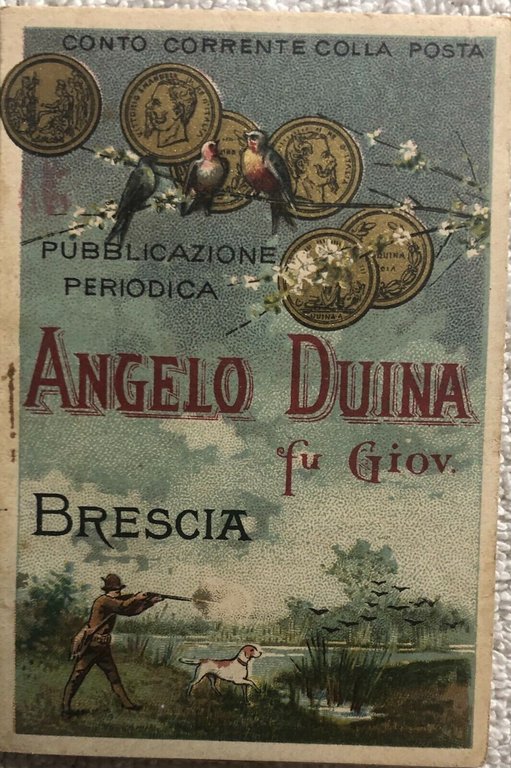 CONTO CORRENTE COLLA POSTA
PUBBLICAZIONE
PERIODICA
ANGELO DUINA
fu Giov.
BRESCIA